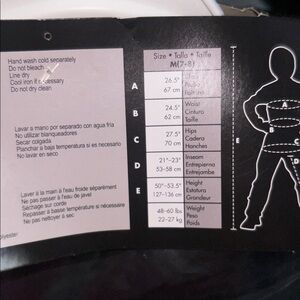 Hand wash cold separately
Do not bleach
Line dry
Cool iron if necessary
Do not dry clean
Lavar a mano por separado con agua fría
No utilizar blanqueadores
Secar colgada
Planchar a baja temperatura si es necesario
No lavar en seco
Lavar à la main à l'eau froide séparément
Ne pas passer à l'eau de javel
Séchage sur corde
Repasser à basse température si nécessaire
Ne pas nettoyer à sec
olyester
Size • Talla • Taille
M(7-8)
A
26.5"
67 cm
B
24.5"
62 cm
Waist
Cintura
Taille
C
27.5"
70 cm
Hips
Cadera
Hanches
D
21"-23"
53-58 cm
Inseam
Entrepierna
Entrejambe
E
50"-53.5"
127-136 cm
Height
Estatura
Grandeur
48-60 lbs
22-27 kg
Weight
Peso
Poids
A
B
C
D
E